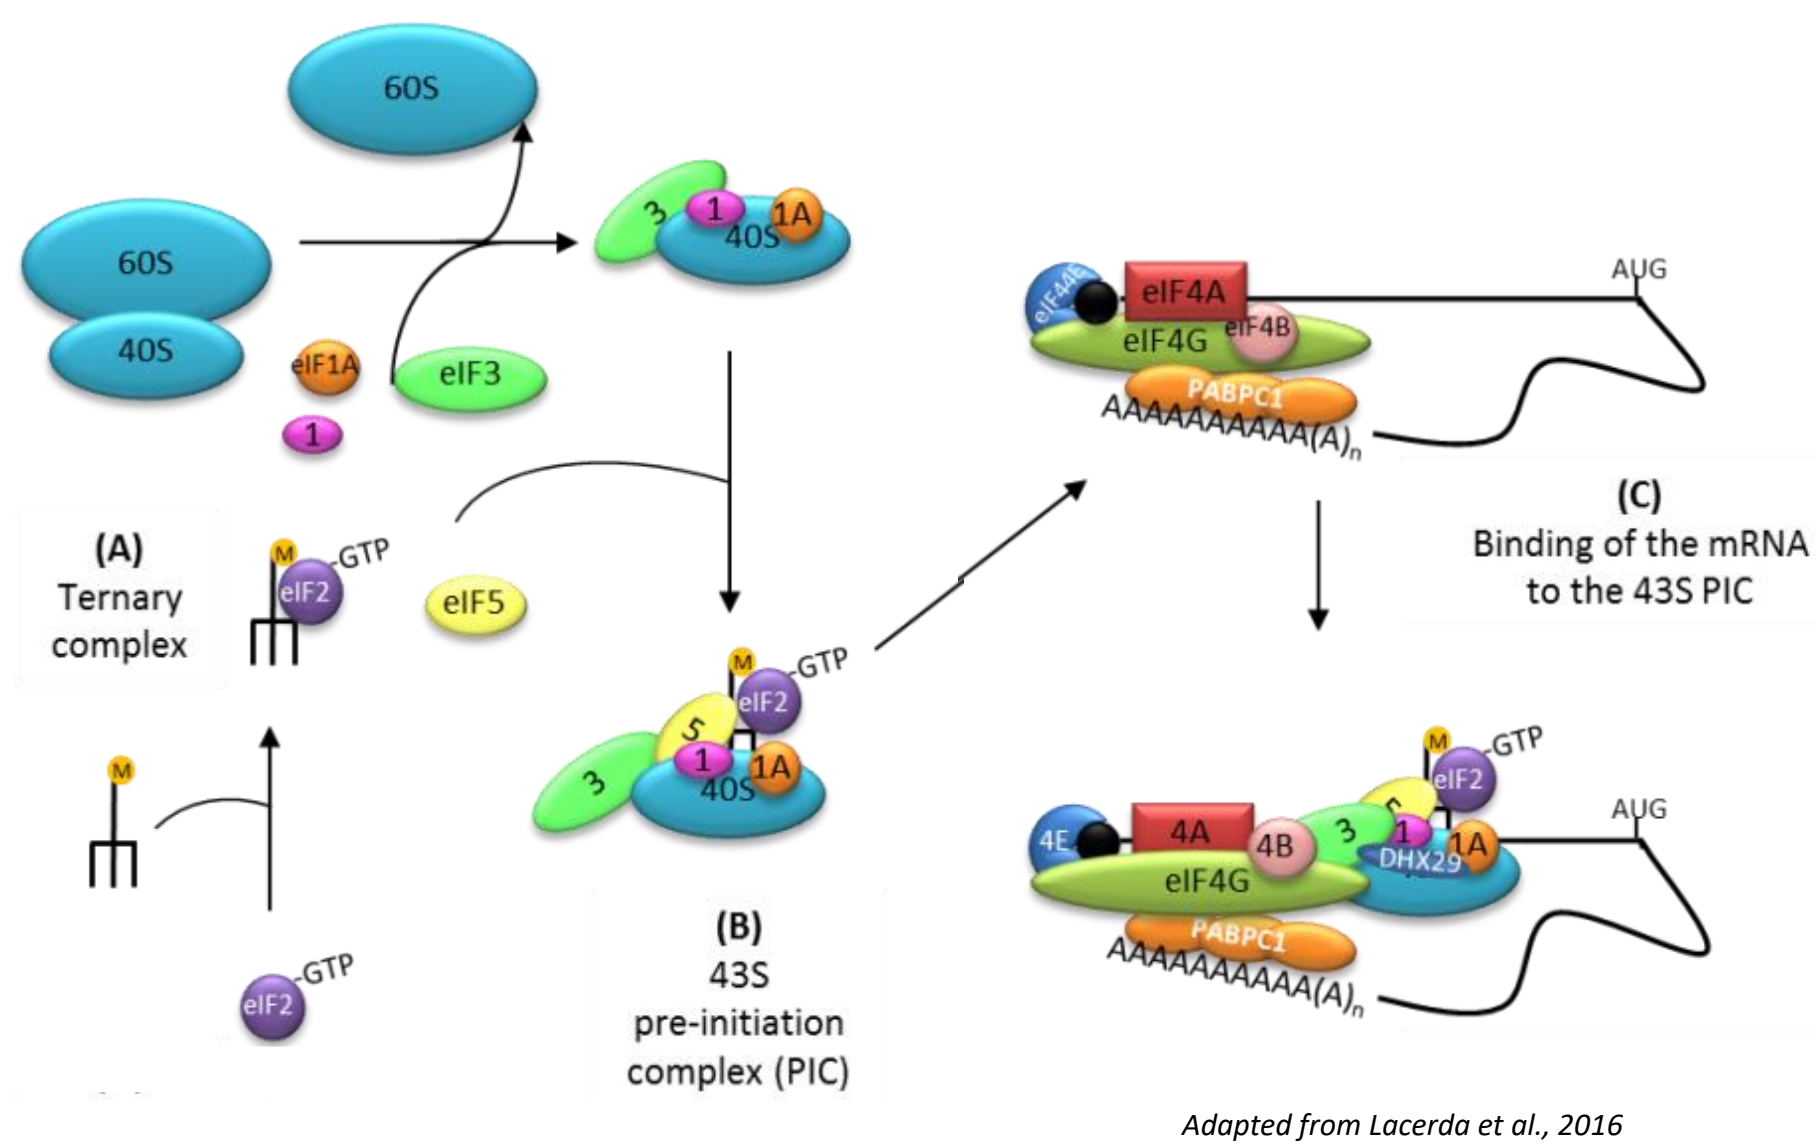 60S
60S
40S
eIF1A
1
eIF3
3
1
1A
40S
(A)
Ternary
complex
M
eIF2
-GTP
eIF5
M
eIF2
-GTP
M
eIF2
-GTP
5
3
1
1A
40S
(B)
43S
pre-initiation
complex (PIC)
eIF44E
eIF4A
eIF4B
eIF4G
PABPC1
AAAAAAAAAA(A)n
AUG
(C)
Binding of the mRNA
to the 43S PIC
M
eIF2
-GTP
4E
4A
4B
3
5
1
1A
DHX29
eIF4G
PABPC1
AAAAAAAAAA(A)n
AUG
Adapted from Lacerda et al., 2016